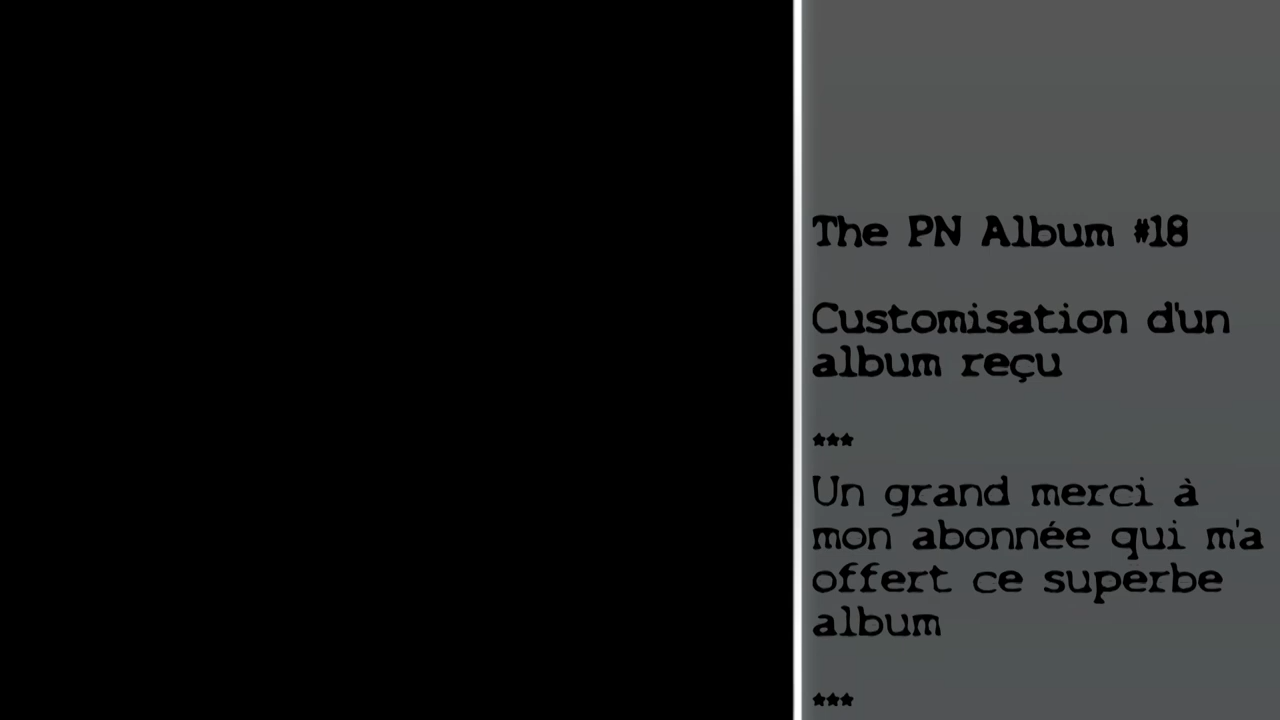 The PN Album #18
Customisation d'un
album reçu
***
Un grand merci à
mon abonnée qui m'a
offert ce superbe
album
***